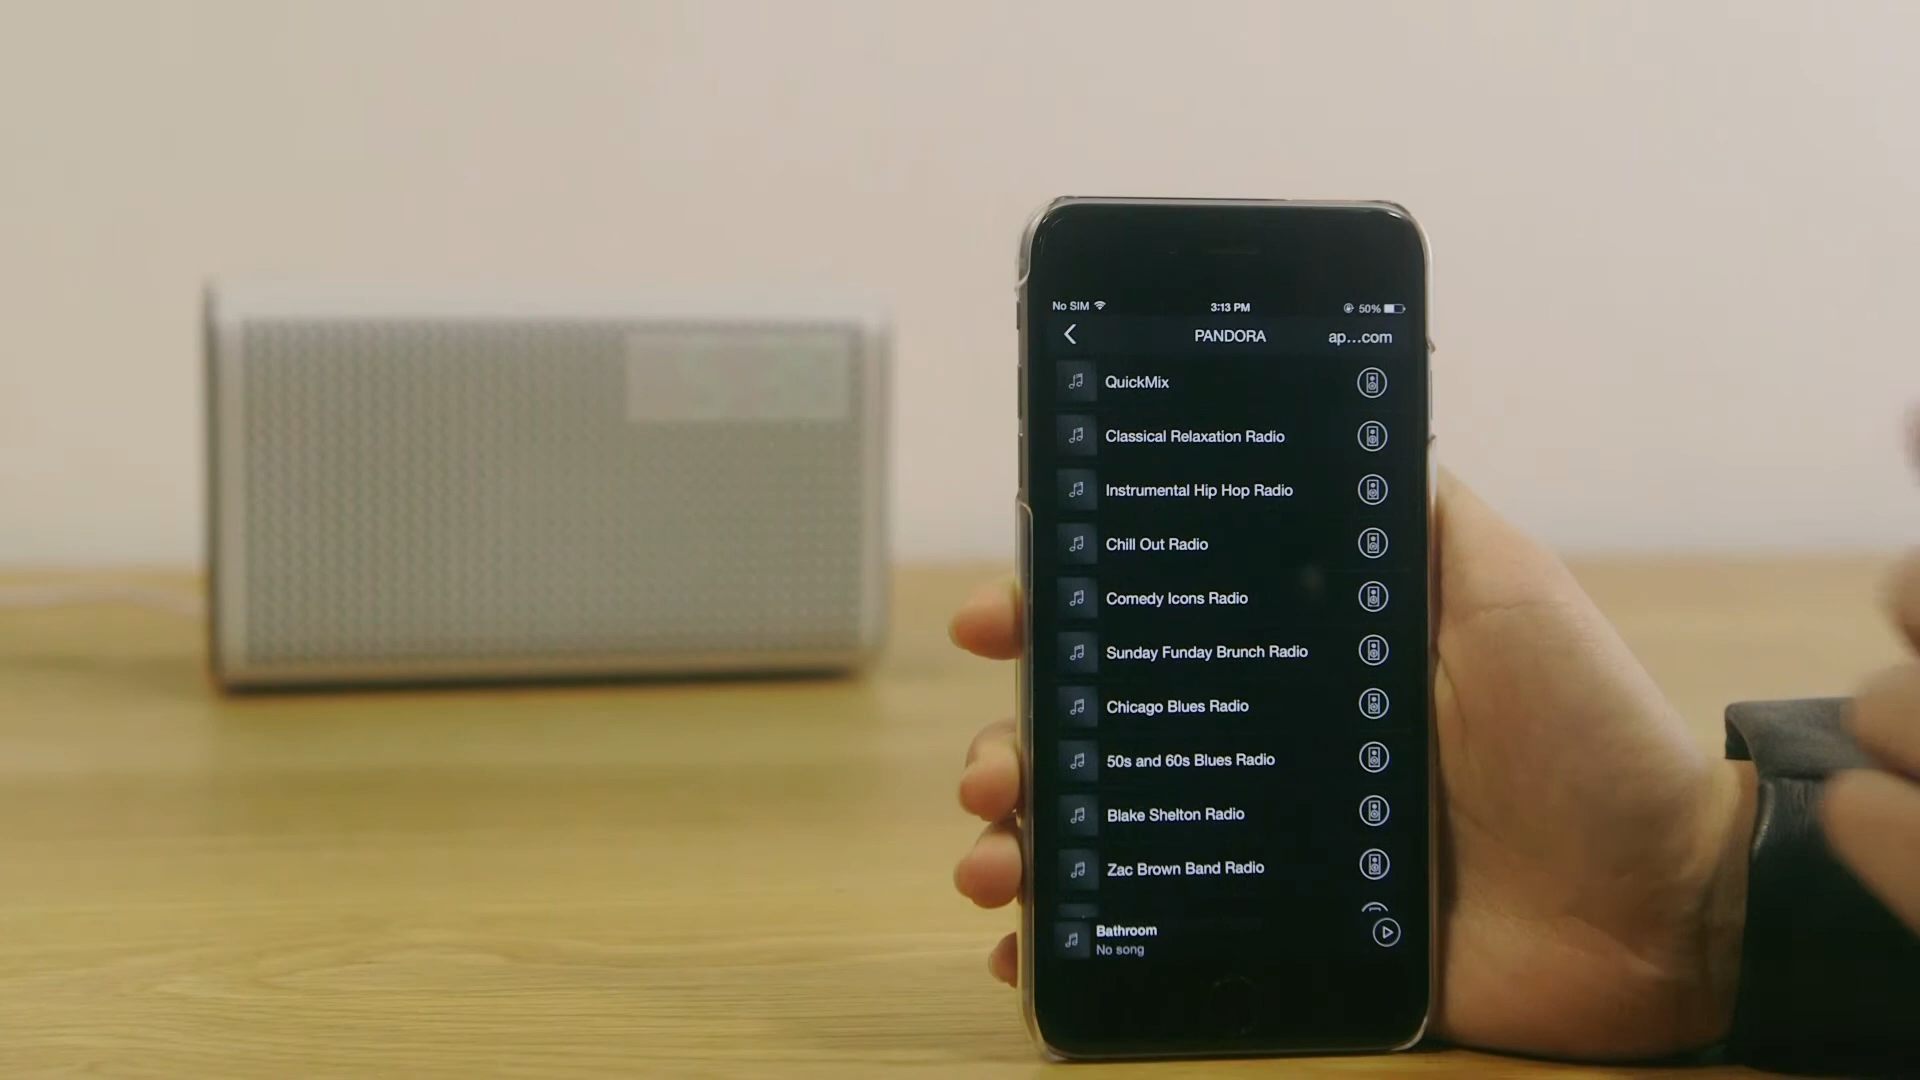 No SIM 3:13 PM 50%
PANDORA ap...com
QuickMix
Classical Relaxation Radio
Instrumental Hip Hop Radio
Chill Out Radio
Comedy Icons Radio
Sunday Funday Brunch Radio
Chicago Blues Radio
50s and 60s Blues Radio
Blake Shelton Radio
Zac Brown Band Radio
Bathroom
No song